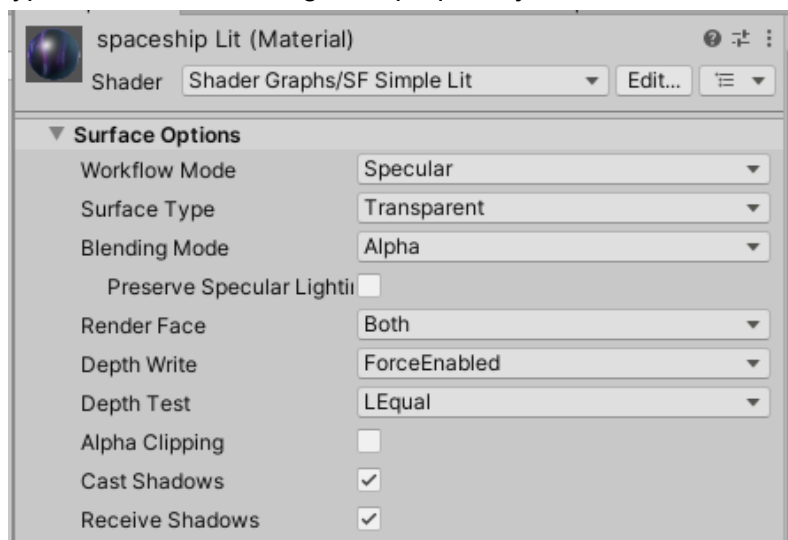 spaceship Lit (Material)
Shader Shader Graphs/SF Simple Lit Edit...
Surface Options
Workflow Mode Specular
Surface Type Transparent
Blending Mode Alpha
Preserve Specular Lightii
Render Face Both
Depth Write ForceEnabled
Depth Test LEqual
Alpha Clipping
Cast Shadows
Receive Shadows